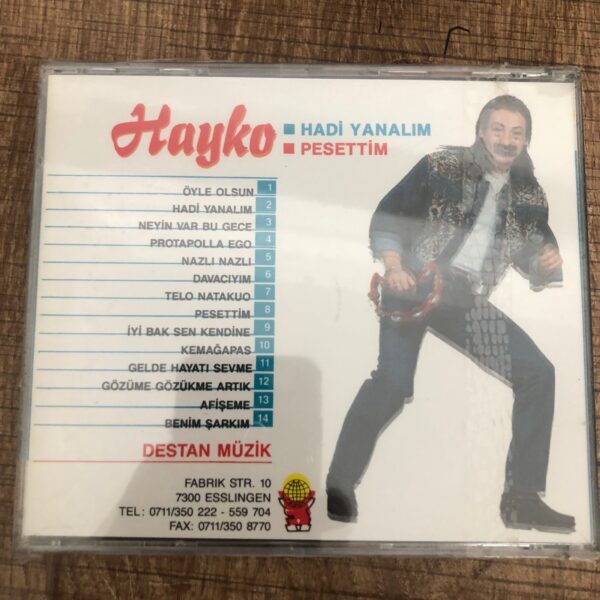 Hayko
■ HADİ YANALIM
■ PESETTİM
ÖYLE OLSUN 1
HADİ YANALIM 2
NEYİN VAR BU GECE 3
PROTAPOLLA EGO 4
NAZLI NAZLI 5
DAVACIYIM 6
TELO NATAKUO 7
PESETTİM 8
İYİ BAK SEN KENDİNE 9
KEMAĞAPAS 10
GELDE HAYATI SEVME 11
GÖZÜME GÖZÜKME ARTIK 12
AFİŞEME 13
BENİM ŞARKIM 14
DESTAN MÜZİK
FABRIK STR. 10
7300 ESSLINGEN
TEL: 0711/350 222 - 559 704
FAX: 0711/350 8770